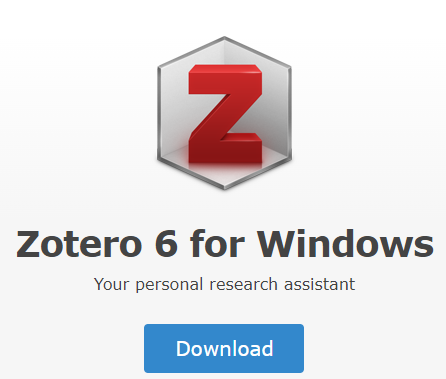 Z
Zotero 6 for Windows
Your personal research assistant
Download